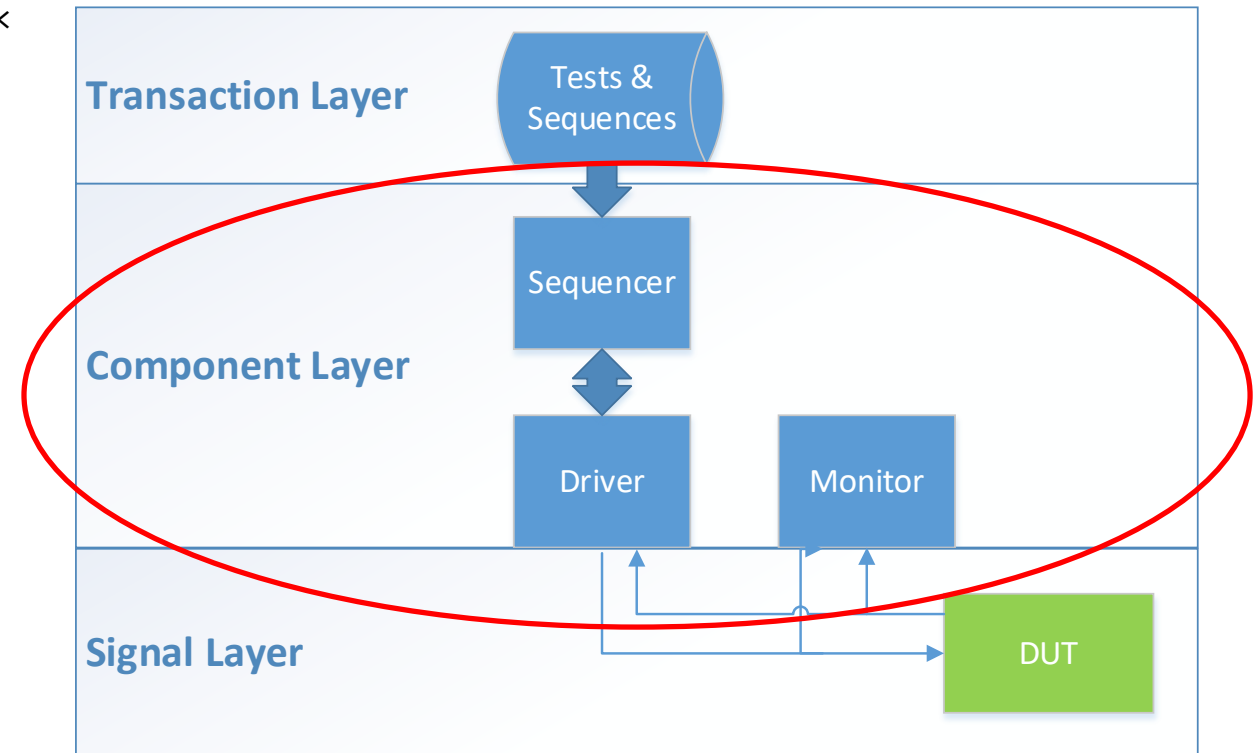 Transaction Layer
Tests &
Sequences
Sequencer
Component Layer
Driver
Monitor
Signal Layer
DUT